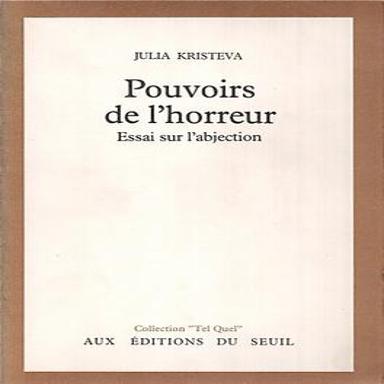 JULIA KRISTEVA
Pouvoirs
de l'horreur
Essai sur l'abjection
Collection "Tel Quel"
AUX ÉDITIONS DU SEUIL